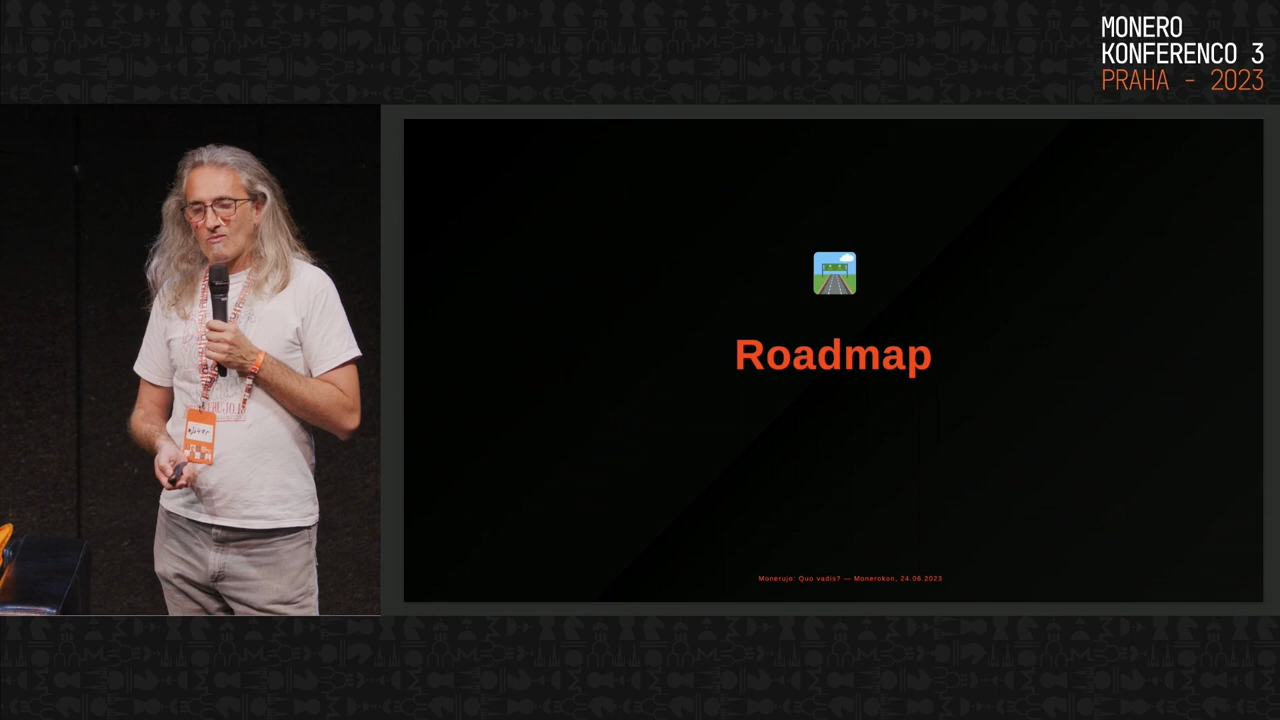 MONERO
KONFERENCO 3
PRAHA - 2023
Roadmap
Monerujo: Quo vadis? — Monerokon, 24.06.2023